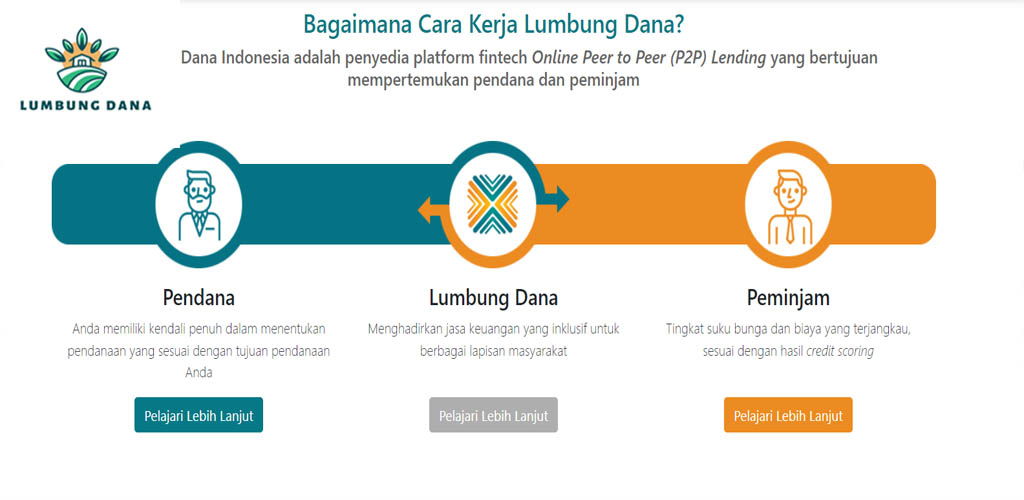 Bagaimana Cara Kerja Lumbung Dana?
Dana Indonesia adalah penyedia platform fintech Online Peer to Peer (P2P) Lending yang bertujuan
mempertemukan pendana dan peminjam
LUMBUNG DANA
Pendana
Anda memiliki kendali penuh dalam menentukan
pendanaan yang sesuai dengan tujuan pendanaan
Anda
Pelajari Lebih Lanjut
Lumbung Dana
Menghadirkan jasa keuangan yang inklusif untuk
berbagai lapisan masyarakat
Pelajari Lebih Lanjut
Peminjam
Tingkat suku bunga dan biaya yang terjangkau,
sesuai dengan hasil credit scoring
Pelajari Lebih Lanjut